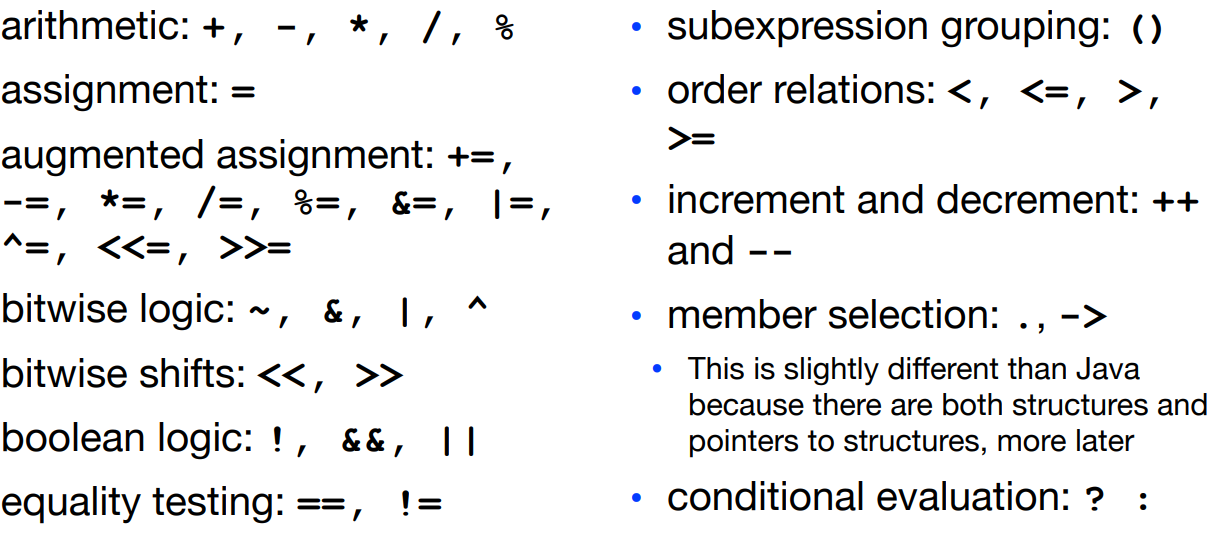 arithmetic: +, -, *, /, %
assignment: =
augmented assignment: +=,
-=, *=, /=, %=, &=, |=,
^=, <<=, >>=
bitwise logic: ~, &, |, ^
bitwise shifts: <<, >>
boolean logic: !, &&, ||
equality testing: ==, !=
• subexpression grouping: ()
• order relations: <, <=, >,
>=
• increment and decrement: ++
and --
• member selection: ., ->
• This is slightly different than Java
because there are both structures and
pointers to structures, more later
• conditional evaluation: ? :